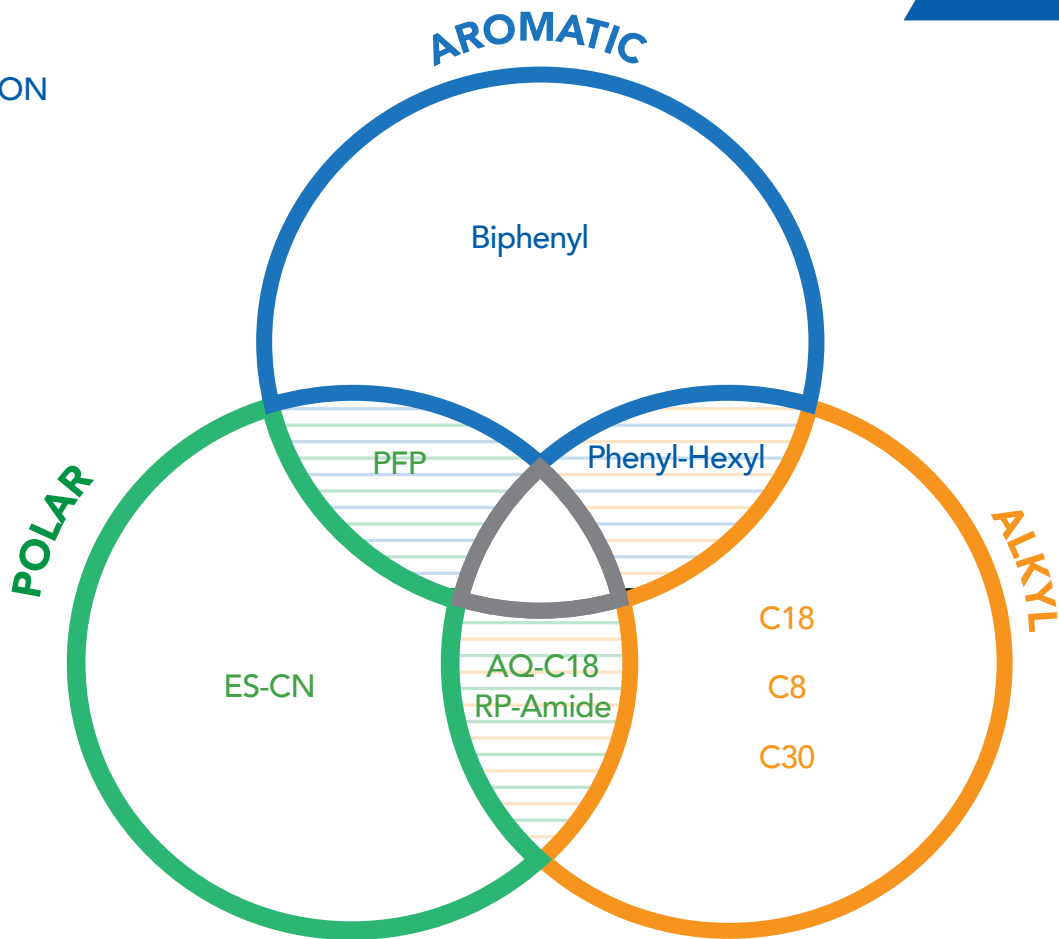 AROMATIC
ON
Biphenyl
PFP
Phenyl-Hexyl
POLAR
ALKYL
C18
ES-CN
AQ-C18
RP-Amide
C8
C30